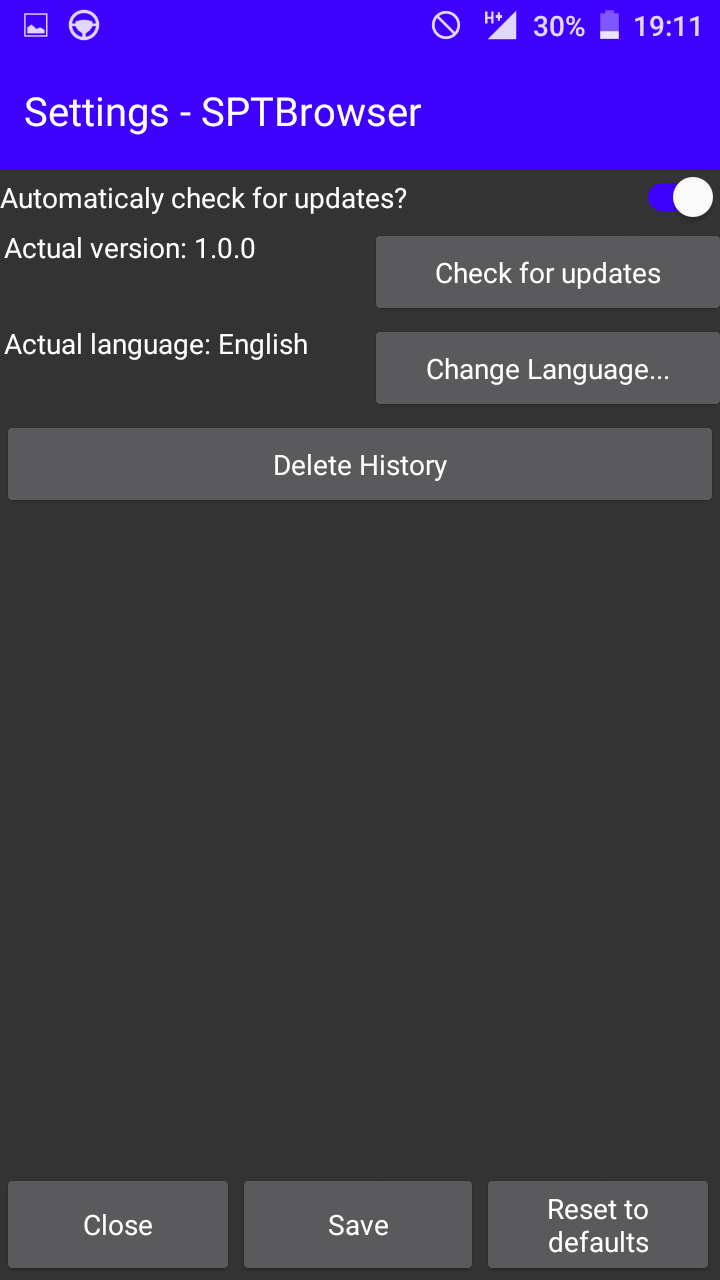 H+ 30% 19:11
Settings - SPTBrowser
Automaticaly check for updates?
Actual version: 1.0.0
Check for updates
Actual language: English
Change Language...
Delete History
Close
Save
Reset to
defaults